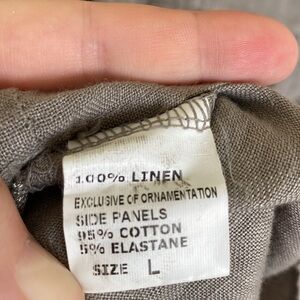 100% LINEN
EXCLUSIVE OF ORNAMENTATION
SIDE PANELS
95% COTTON
5% ELASTANE
SIZE L